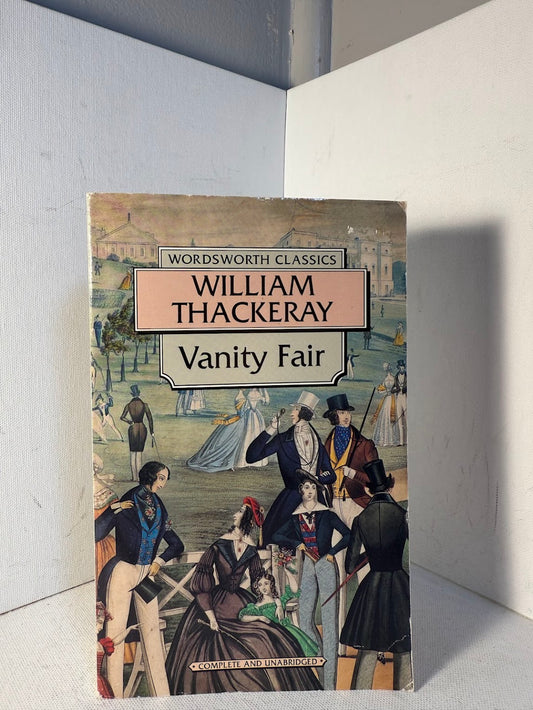 WORDSWORTH CLASSICS
WILLIAM
THACKERAY
Vanity Fair
· COMPLETE AND UNABRIDGED ·